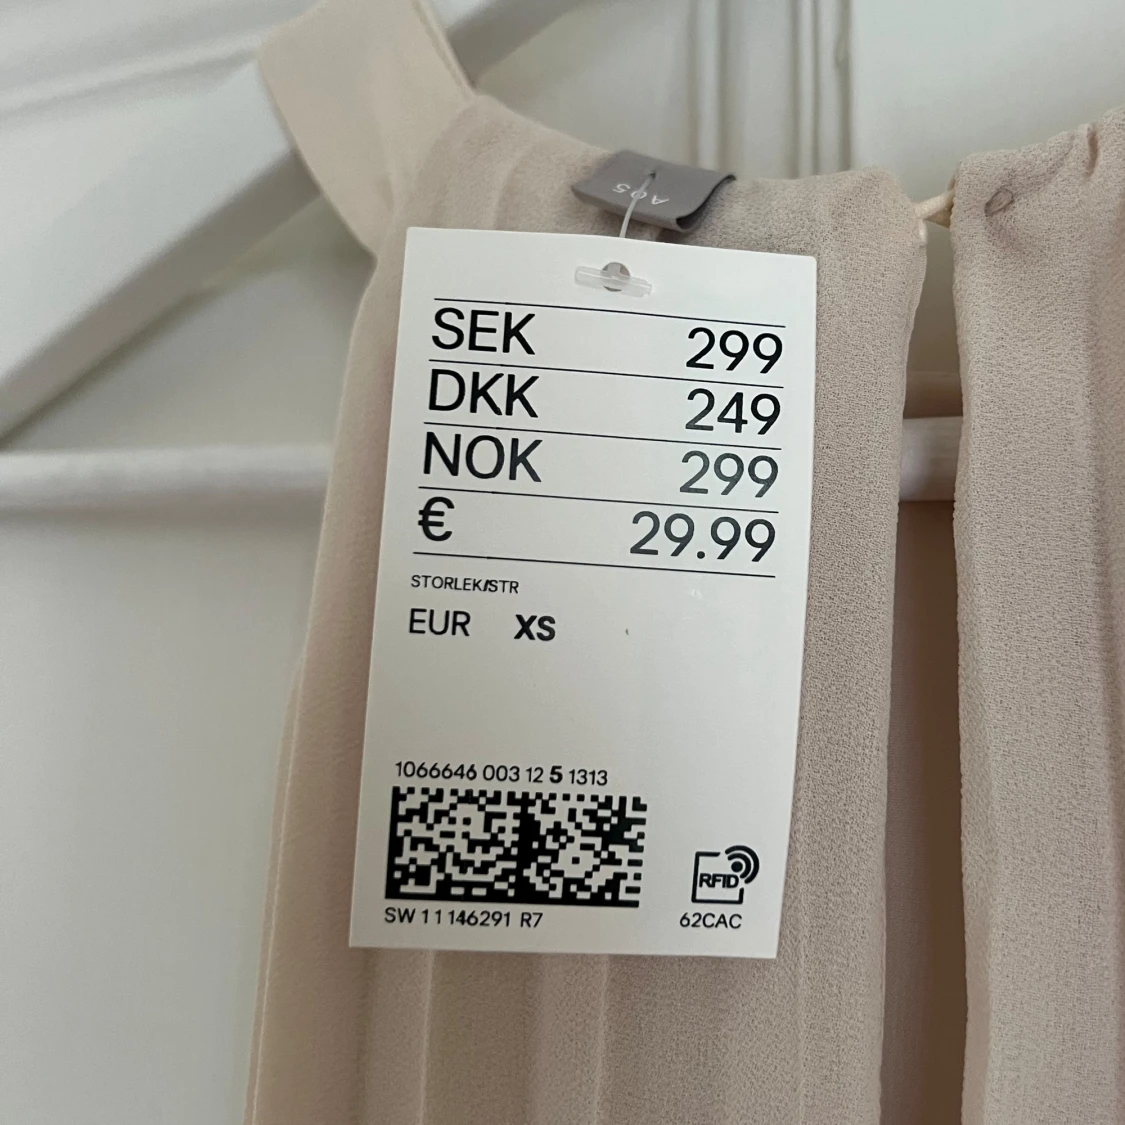 AOS
SEK 299
DKK 249
NOK 299
€ 29.99
STORLEK/STR
EUR XS
1066646 003 12 5 1313
RFID
SW 11146291 R7
62CAC